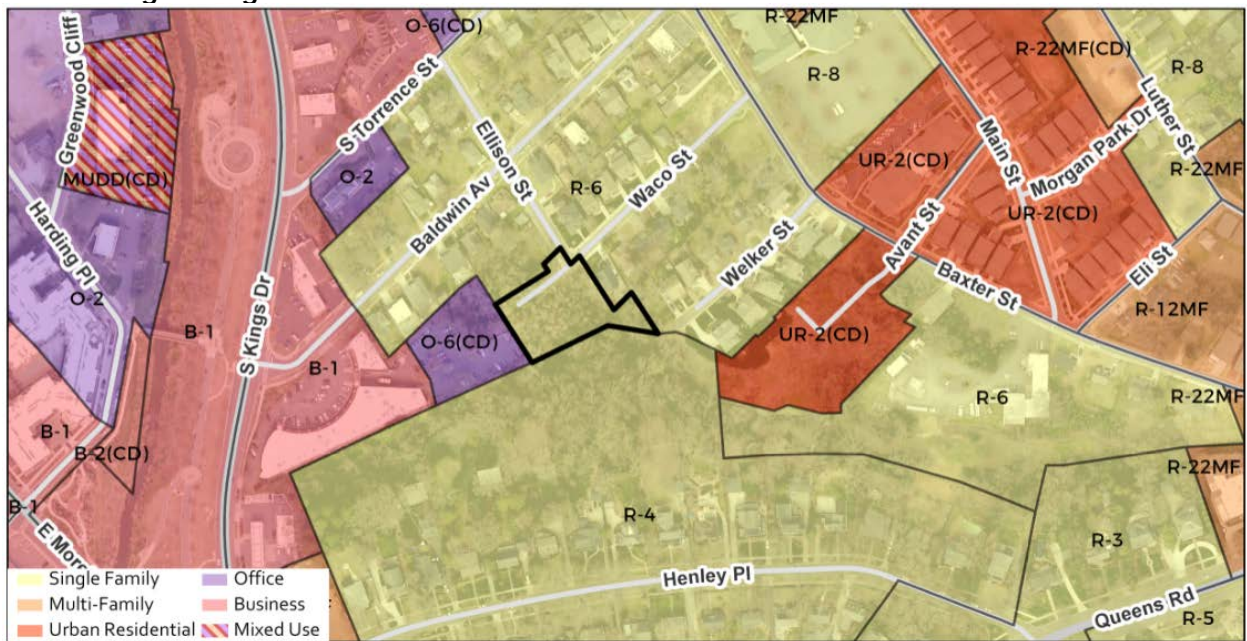 Greenwood Cliff
O-6(CD)
R-22MF
R-22MF(CD)
R-8
R-8
S Torrence St
Luther St
Ellison St
Main St
Morgan Park Dr
MUDD(CD)
O-2
UR-2(CD)
R-22MF
Baldwin Av
R-6
Waco St
UR-2(CD)
Harding Pl
Avant St
Welker St
Eli St
O-2
S Kings Dr
Baxter St
R-12MF
B-1
O-6(CD)
UR-2(CD)
B-1
R-6
R-22MF
B-1
B-2(CD)
R-22MF
B-1
R-4
R-3
Henley Pl
Queens Rd
R-5
Single Family
Office
Multi-Family
Business
Urban Residential
Mixed Use